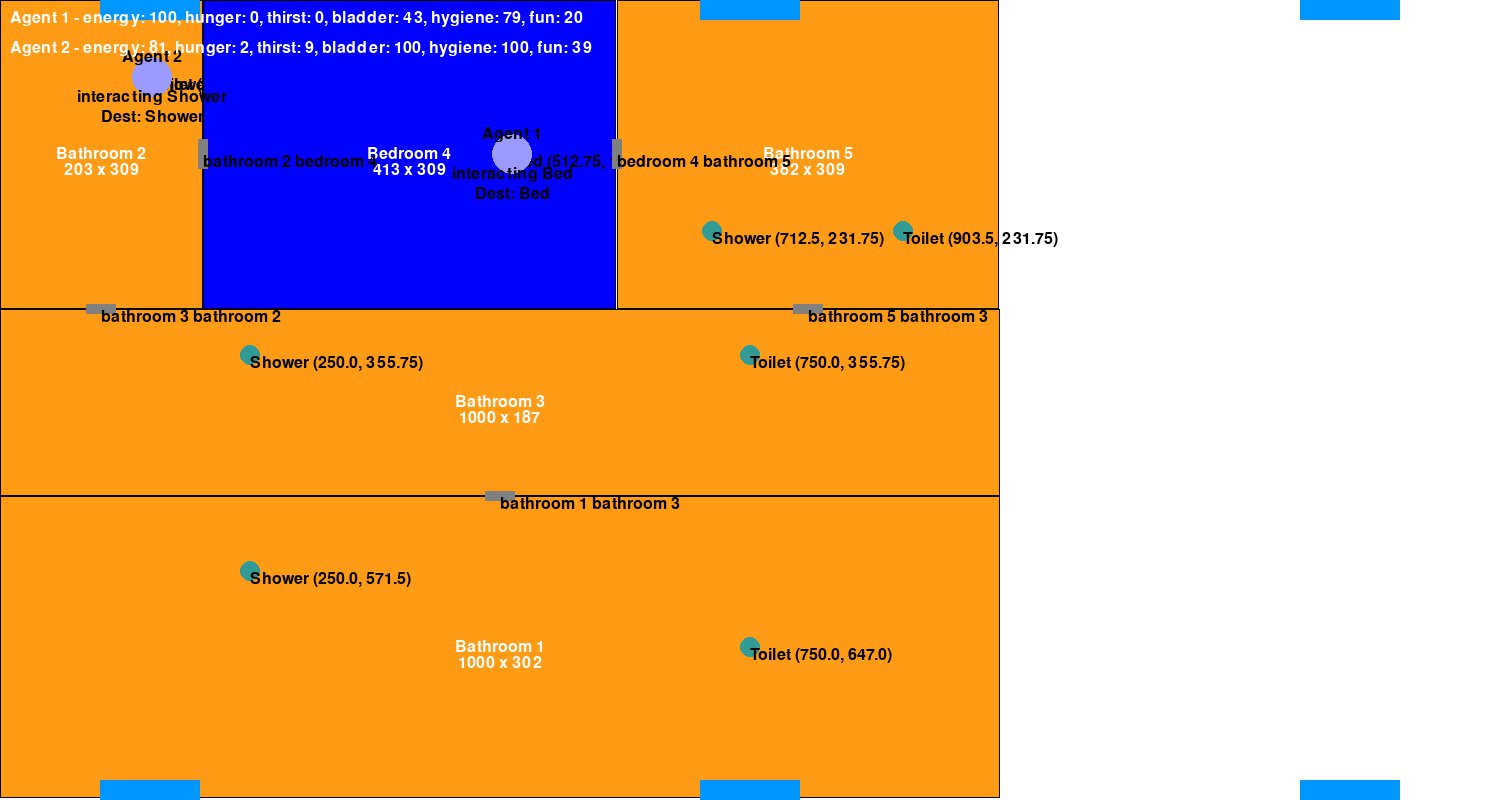 Agent 1 - energy: 100, hunger: 0, thirst: 0, bladder: 43, hygiene: 79, fun: 20
Agent 2 - energy: 81, hunger: 2, thirst: 9, bladder: 100, hygiene: 100, fun: 39
Agent 2
interacting Shower
Dest: Shower
Agent 1
Bathroom 2
203 x 309
bathroom 2 bedroom 4
Bedroom 4
413 x 309
(512.75,
interacting Bed
Dest: Bed
bedroom 4 bathroom 5
Bathroom 5
382 x 309
Shower (712.5, 231.75)
Toilet (903.5, 231.75)
bathroom 3 bathroom 2
bathroom 5 bathroom 3
Shower (250.0, 355.75)
Toilet (750.0, 355.75)
Bathroom 3
1000 x 187
bathroom 1 bathroom 3
Shower (250.0, 571.5)
Bathroom 1
1000 x 302
Toilet (750.0, 647.0)